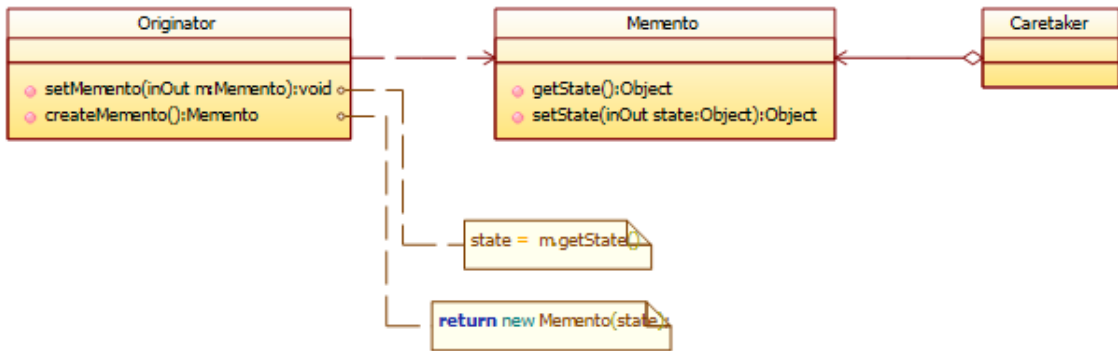 Originator
Memento
Caretaker
setMemento(inOut m:Memento):void
createMemento():Memento
getState():Object
setState(inOut state:Object):Object
state = m.getState()
return new Memento(state);